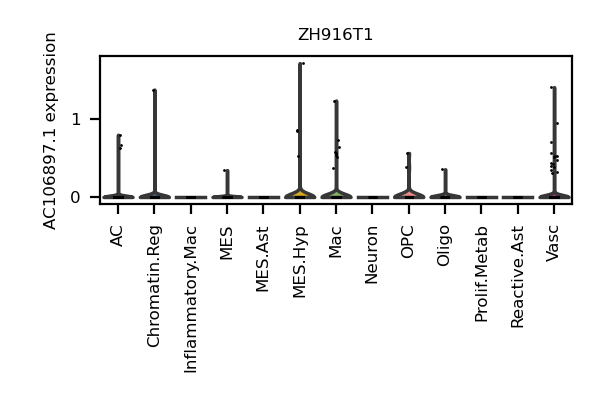 ZH916T1
AC106897.1 expression
1
0
AC
Chromatin.Reg
Inflammatory.Mac
MES
MES.Ast
MES.Hyp
Mac
Neuron
OPC
Oligo
Prolif.Metab
Reactive.Ast
Vasc